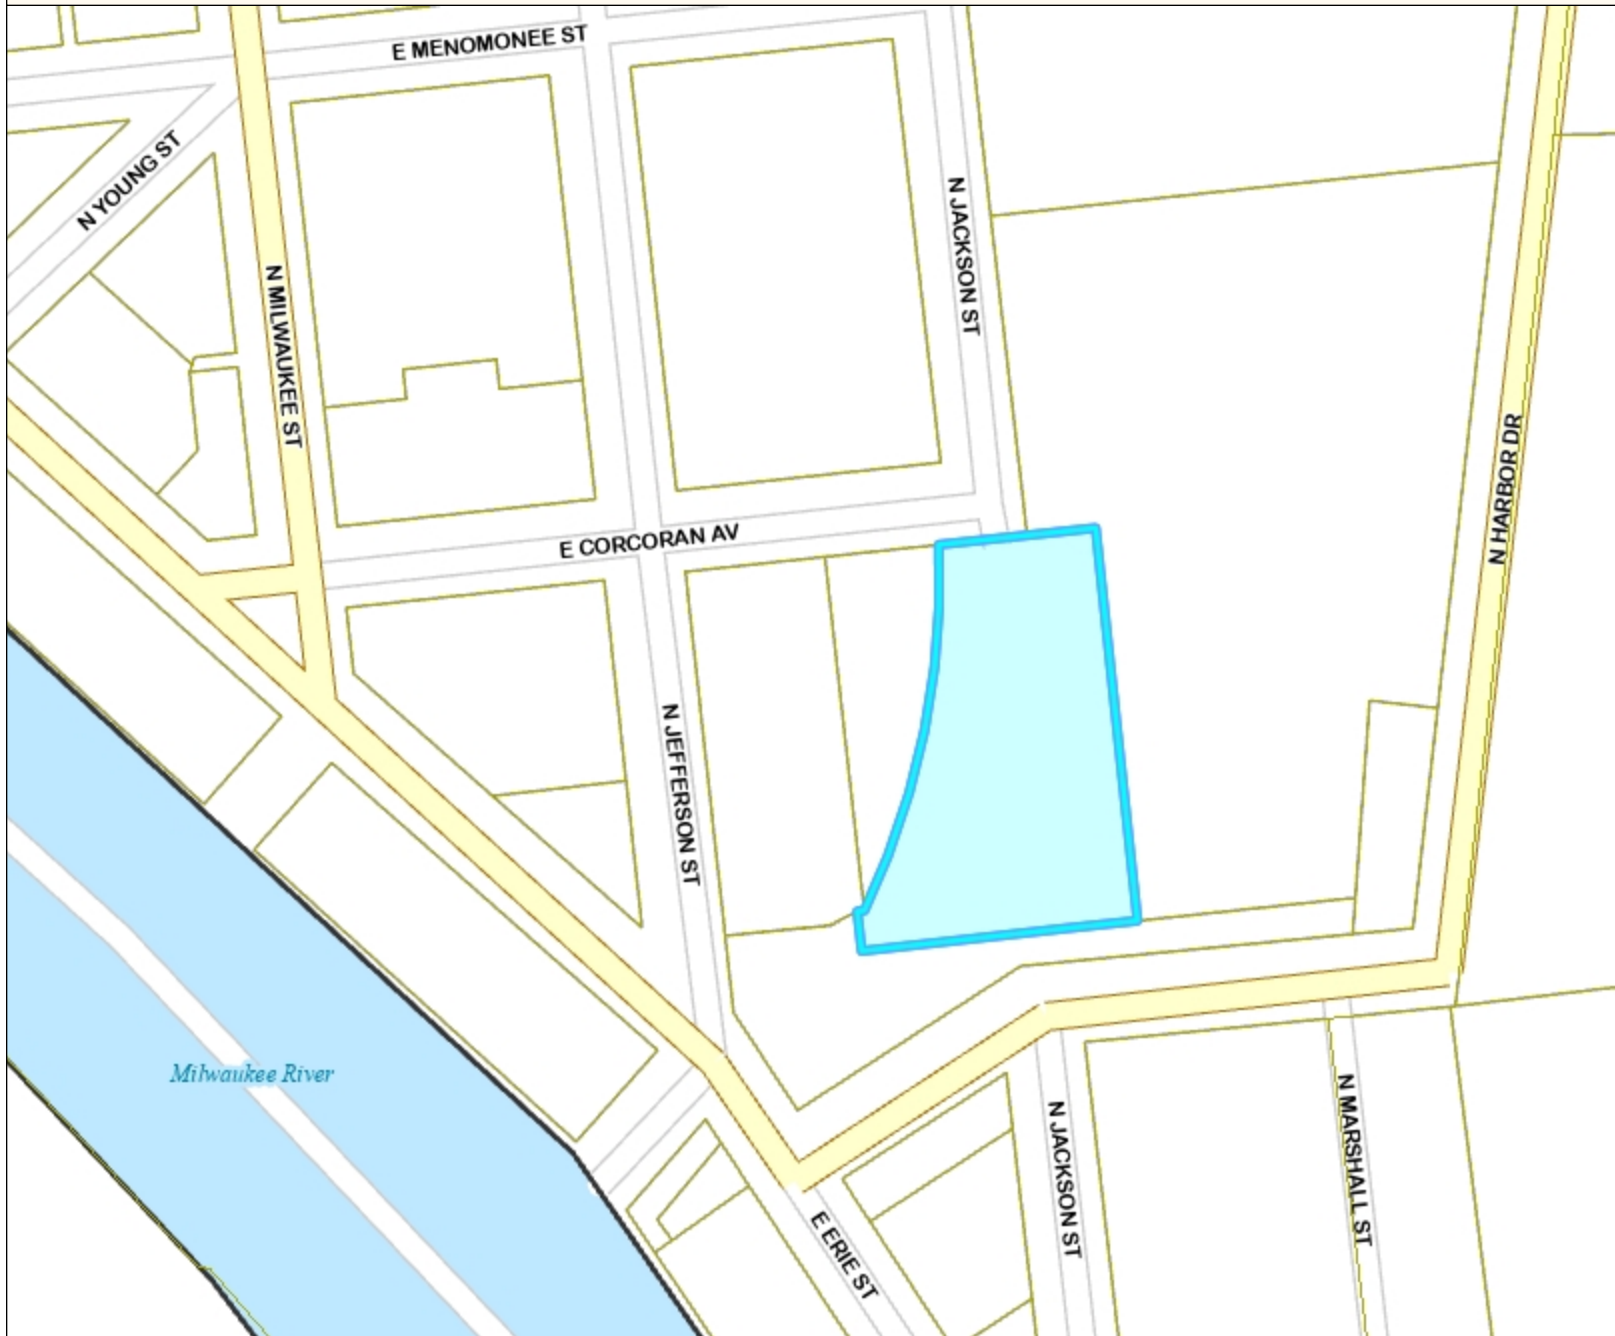 E MENOMONEE ST
N YOUNG ST
N JACKSON ST
N MILWAUKEE ST
N HARBOR DR
E CORCORAN AV
N JEFFERSON ST
Milwaukee River
N JACKSON ST
N MARSHALL ST
E ERIE ST